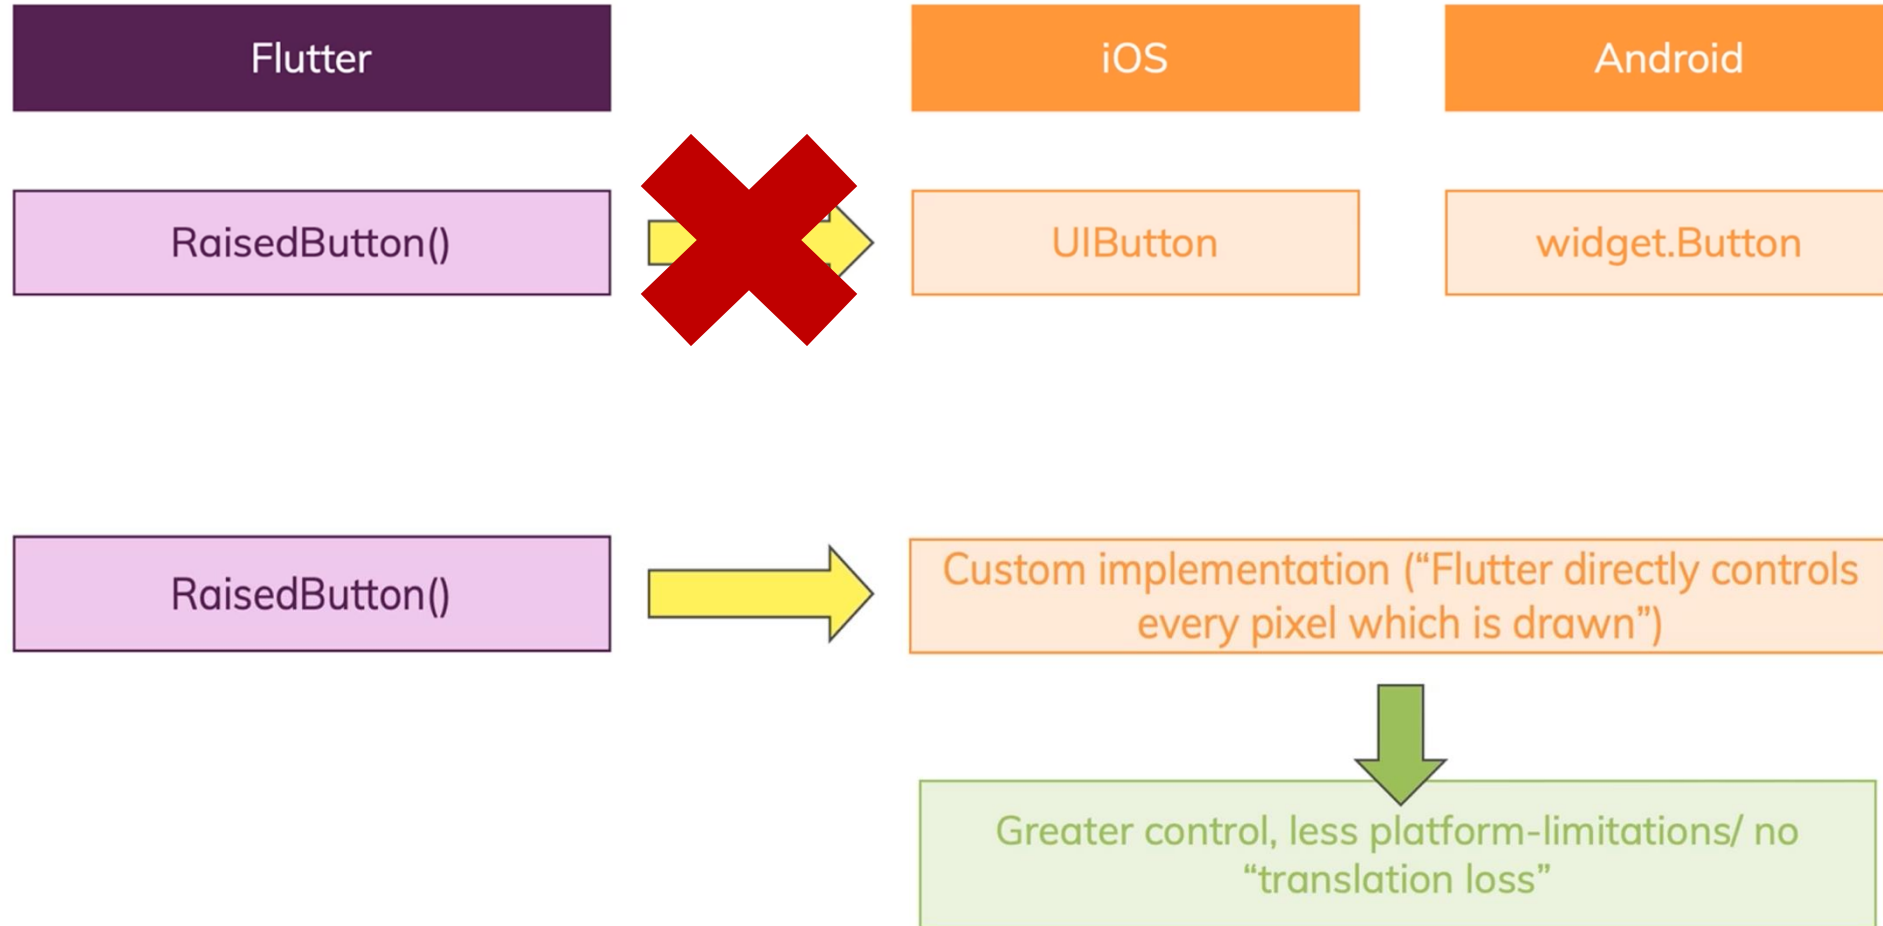 Flutter
iOS
Android
RaisedButton()
UIButton
widget.Button
RaisedButton()
Custom implementation (“Flutter directly controls
every pixel which is drawn”)
Greater control, less platform-limitations/ no
“translation loss”